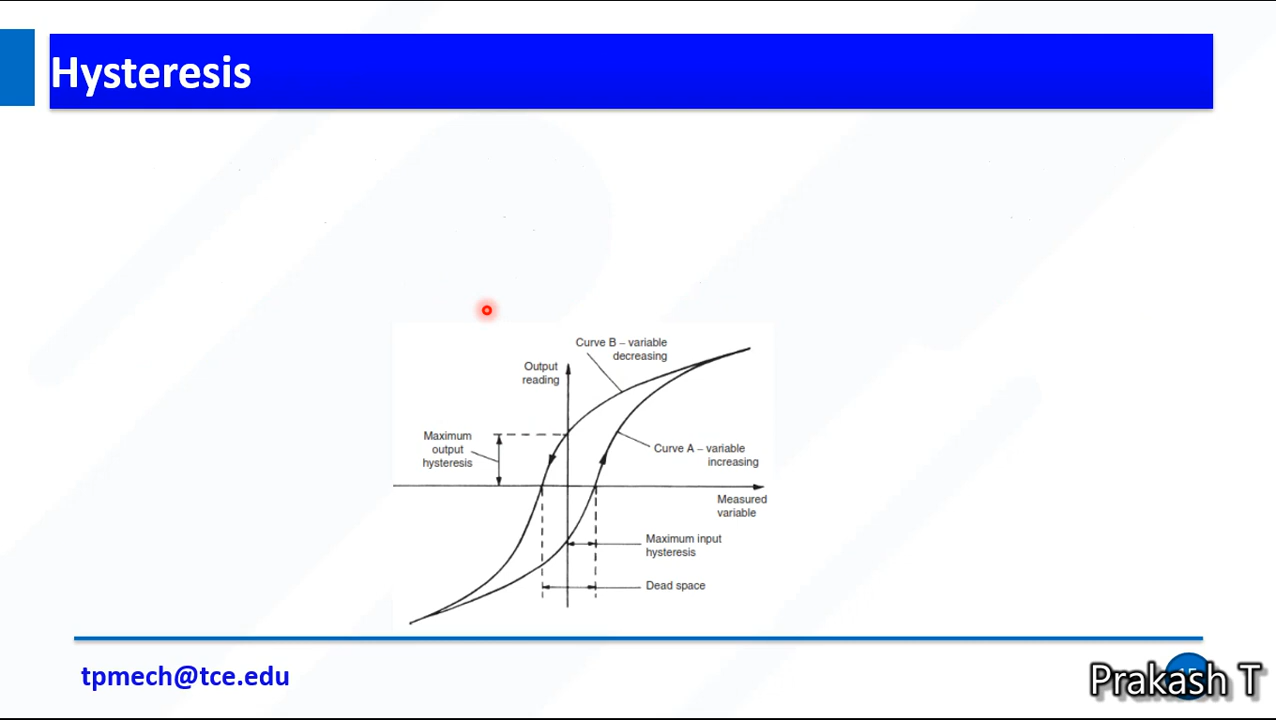 Hysteresis
Curve B – variable
decreasing
Output
reading
Maximum
output
hysteresis
Curve A – variable
increasing
Measured
variable
Maximum input
hysteresis
Dead space
tpmech@tce.edu
Prakash T